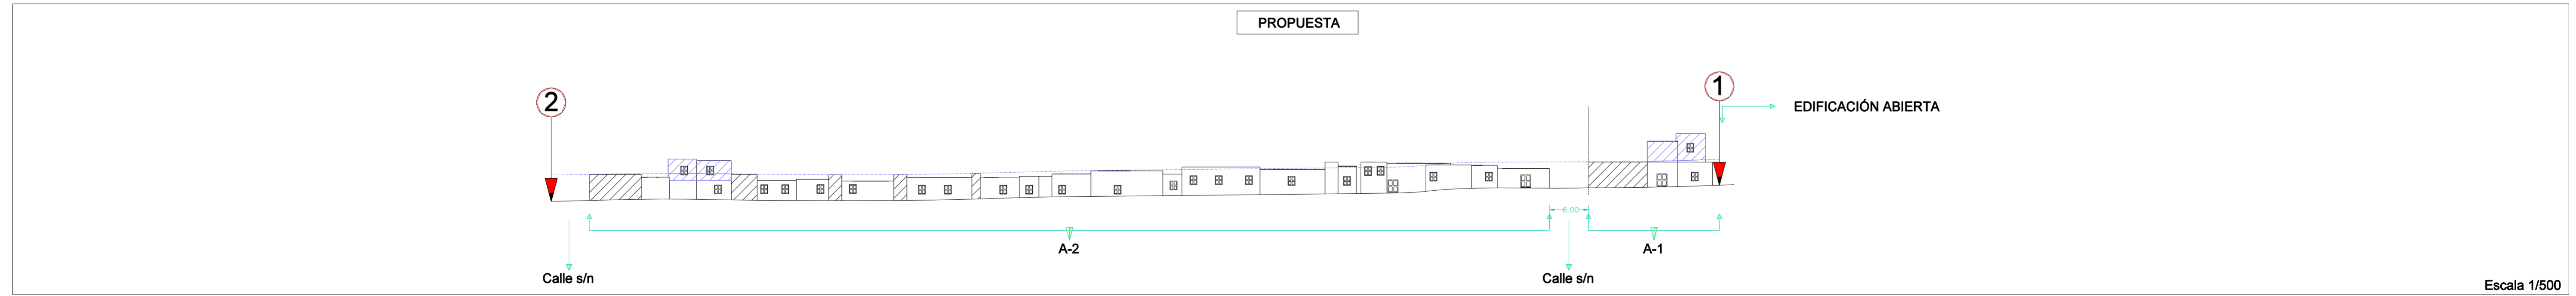 PROPUESTA
2
1
EDIFICACIÓN ABIERTA
6.00
A-2
A-1
Calle s/n
Calle s/n
Escala 1/500